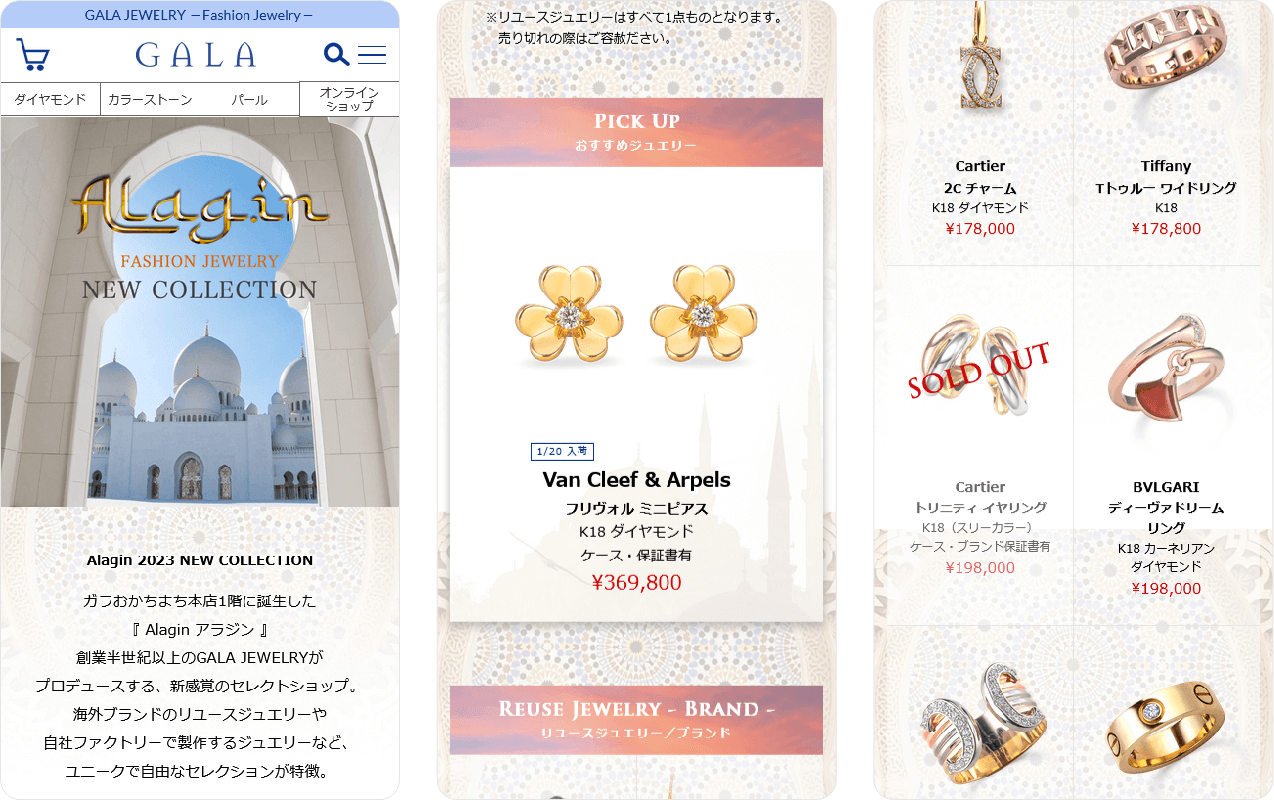 GALA JEWELRY －Fashion Jewelry－
GALA
ダイヤモンド
カラーストーン
パール
オンライン
ショップ
Alagin
FASHION JEWELRY
NEW COLLECTION
Alagin 2023 NEW COLLECTION
ガラおかちまち本店1階に誕生した
『 Alagin アラジン 』
創業半世紀以上のGALA JEWELRYが
プロデュースする、新感覚のセレクトショップ。
海外ブランドのリユースジュエリーや
自社ファクトリーで製作するジュエリーなど、
ユニークで自由なセレクションが特徴。
※リユースジュエリーはすべて1点ものとなります。
売り切れの際はご容赦ださい。
PICK UP
おすすめジュエリー
1/20 入荷
Van Cleef & Arpels
フリヴォル ミニピアス
K18 ダイヤモンド
ケース・保証書有
¥369,800
REUSE JEWELRY - BRAND -
リユースジュエリー／ブランド
Cartier
2C チャーム
K18 ダイヤモンド
¥178,000
Tiffany
Tトゥルー ワイドリング
K18
¥178,800
SOLD OUT
Cartier
トリニティ イヤリング
K18（スリーカラー）
ケース・ブランド保証書有
¥198,000
BVLGARI
ディーヴァドリーム
リング
K18 カーネリアン
ダイヤモンド
¥198,000